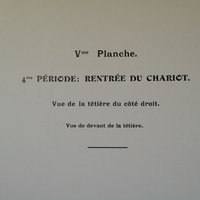 Vme Planche.
4me PÉRIODE: RENTRÉE DU CHARIOT.
Vue de la têtière du côté droit.
Vue de devant de la têtière.